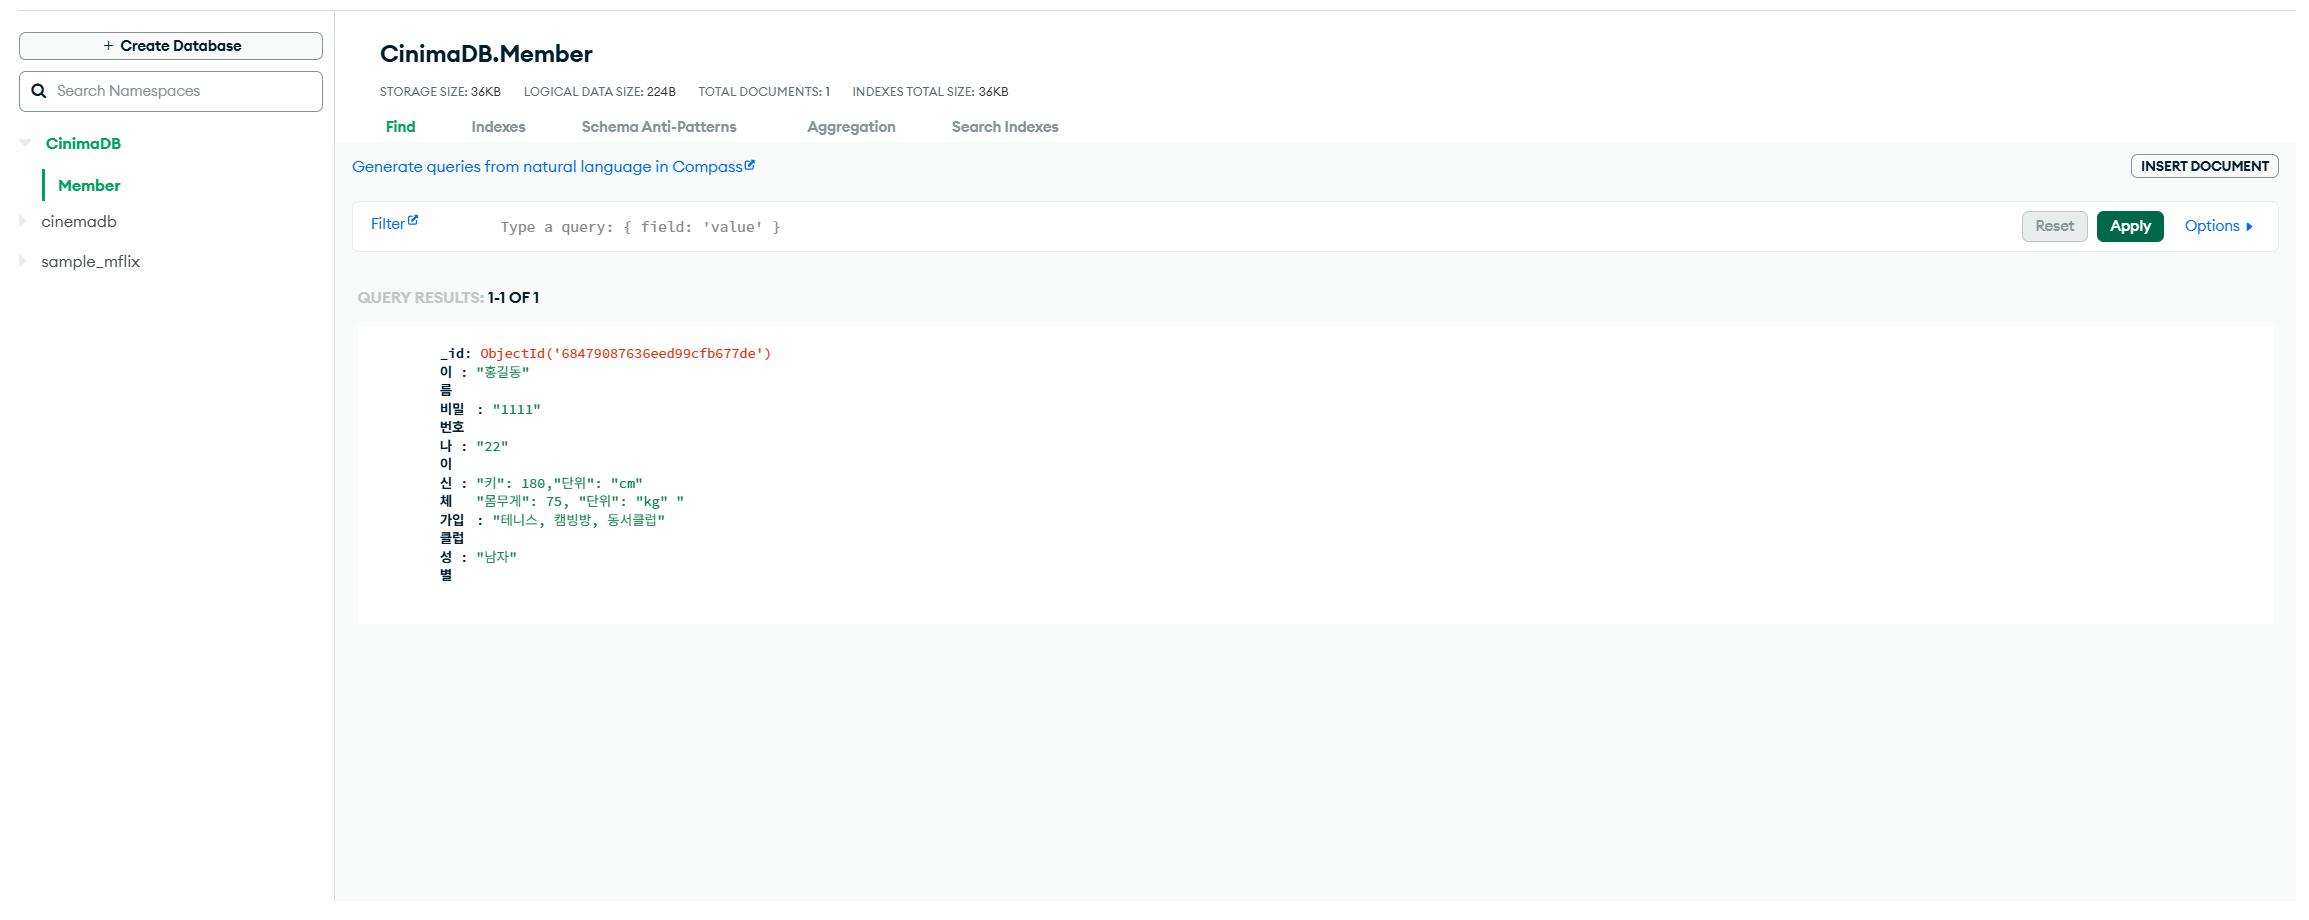 + Create Database
Search Namespaces
CinimaDB
Member
cinemadb
sample_mflix
CinimaDB.Member
STORAGE SIZE: 36KB LOGICAL DATA SIZE: 224B TOTAL DOCUMENTS: 1 INDEXES TOTAL SIZE: 36KB
Find Indexes Schema Anti-Patterns Aggregation Search Indexes
Generate queries from natural language in Compass
INSERT DOCUMENT
Filter Type a query: { field: 'value' } Reset Apply Options
QUERY RESULTS: 1-1 OF 1
_id: ObjectId('68479087636eed99cfb677de')
이 : "홍길동"
름
비밀 : "1111"
번호
나 : "22"
이
신 : "키": 180,"단위": "cm"
체 "몸무게": 75, "단위": "kg" "
가입 : "테니스, 캠빙방, 동서클럽"
클럽
성 : "남자"
별